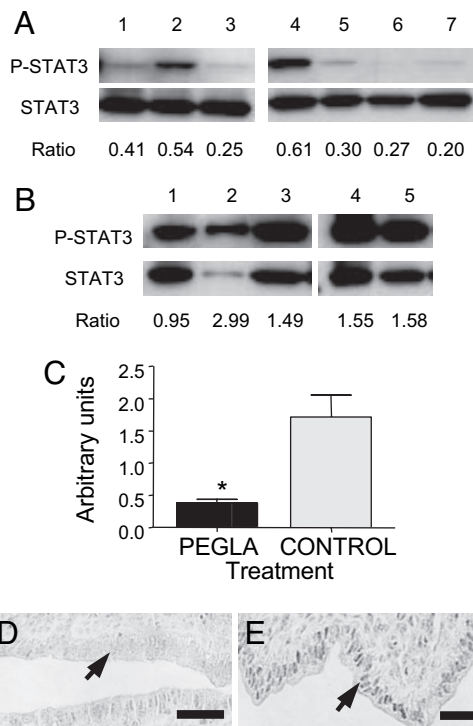 A
1 2 3 4 5 6 7
P-STAT3
STAT3
Ratio 0.41 0.54 0.25 0.61 0.30 0.27 0.20
B
1 2 3 4 5
P-STAT3
STAT3
Ratio 0.95 2.99 1.49 1.55 1.58
C
Arbitrary units
2.5
2.0
1.5
1.0
0.5
0.0
*
PEGLA CONTROL
Treatment
D E